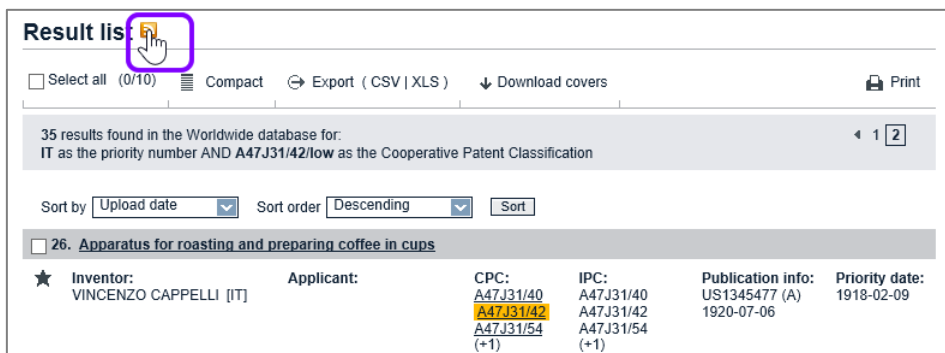 Result list
Select all (0/10) Compact Export ( CSV | XLS ) Download covers Print
35 results found in the Worldwide database for:
1 2
IT as the priority number AND A47J31/42/low as the Cooperative Patent Classification
Sort by Upload date Sort order Descending Sort
26. Apparatus for roasting and preparing coffee in cups
Inventor: Applicant: CPC: IPC: Publication info: Priority date:
VINCENZO CAPPELLI [IT] A47J31/40 A47J31/40 US1345477 (A) 1918-02-09
A47J31/42 A47J31/42 1920-07-06
A47J31/54 A47J31/54
(+1) (+1)